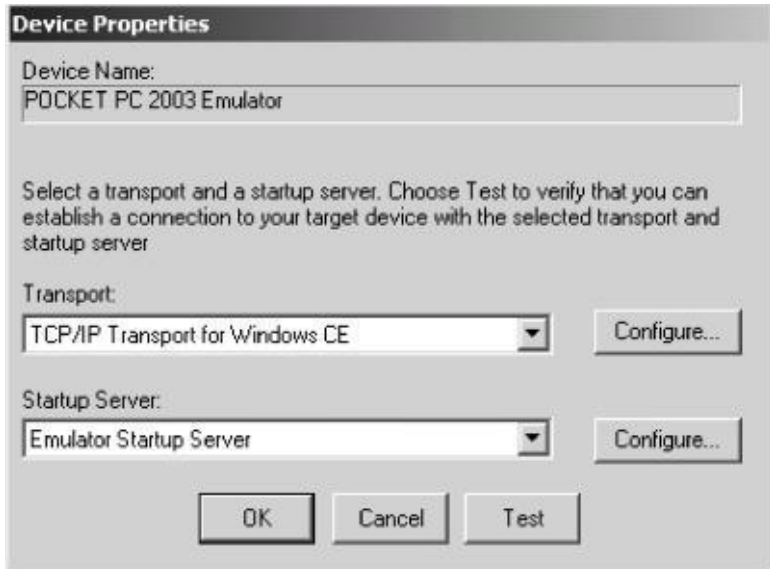 Device Properties
Device Name:
POCKET PC 2003 Emulator
Select a transport and a startup server. Choose Test to verify that you can
establish a connection to your target device with the selected transport and
startup server
Transport:
TCP/IP Transport for Windows CE
Configure...
Startup Server:
Emulator Startup Server
Configure...
OK Cancel Test